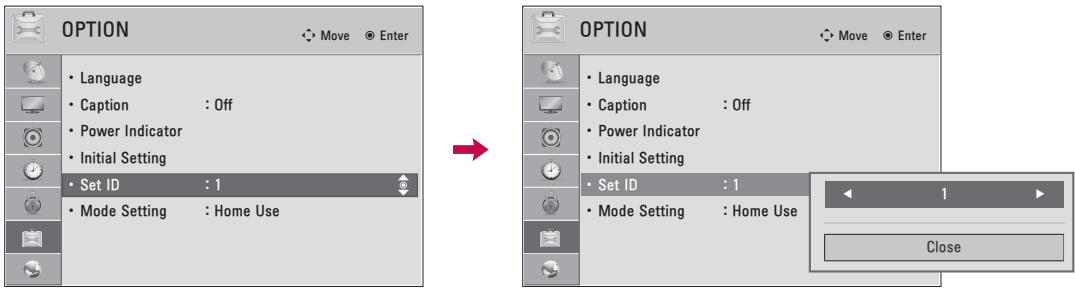 OPTION
Move Enter
• Language
• Caption : Off
• Power Indicator
• Initial Setting
• Set ID : 1
• Mode Setting : Home Use
OPTION
Move Enter
• Language
• Caption : Off
• Power Indicator
• Initial Setting
• Set ID : 1
• Mode Setting : Home Use
◀ 1 ▶
Close